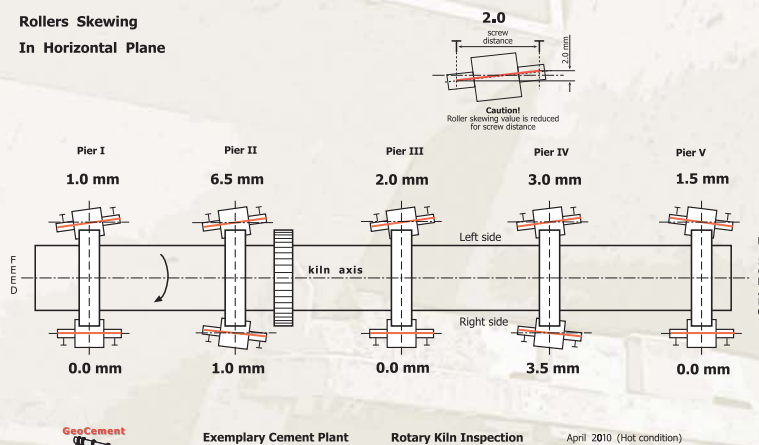 Rollers Skewing
In Horizontal Plane
2.0
screw
distance
2.0 mm
Caution!
Roller skewing value is reduced
for screw distance
Pier I
Pier II
Pier III
Pier IV
Pier V
1.0 mm
6.5 mm
2.0 mm
3.0 mm
1.5 mm
Left side
FEED
kiln axis
Right side
0.0 mm
1.0 mm
0.0 mm
3.5 mm
0.0 mm
GeoCement
Exemplary Cement Plant
Rotary Kiln Inspection
April 2010 (Hot condition)